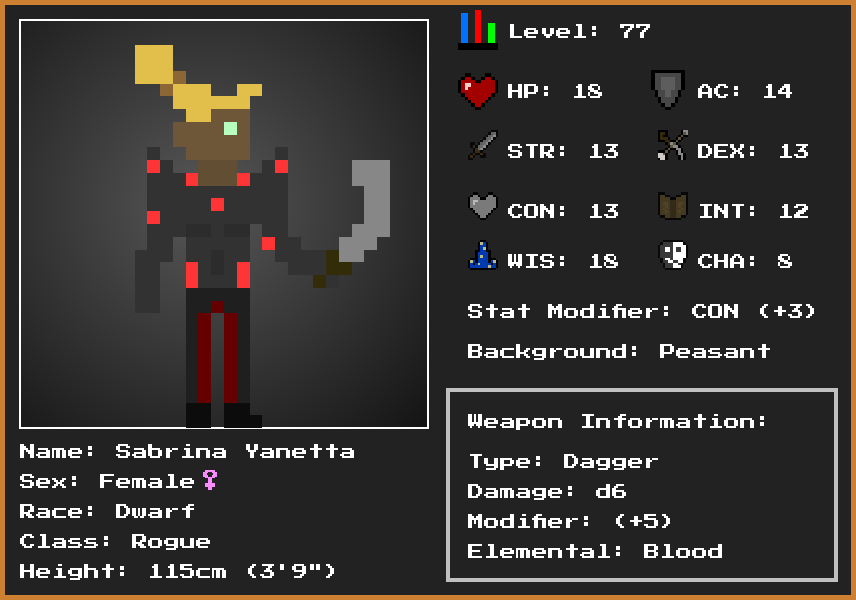 Level: 77
HP: 18
AC: 14
STR: 13
DEX: 13
CON: 13
INT: 12
WIS: 18
CHA: 8
Stat Modifier: CON (+3)
Background: Peasant
Weapon Information:
Type: Dagger
Damage: d6
Modifier: (+5)
Elemental: Blood
Name: Sabrina Yanetta
Sex: Female♀
Race: Dwarf
Class: Rogue
Height: 115cm (3'9")